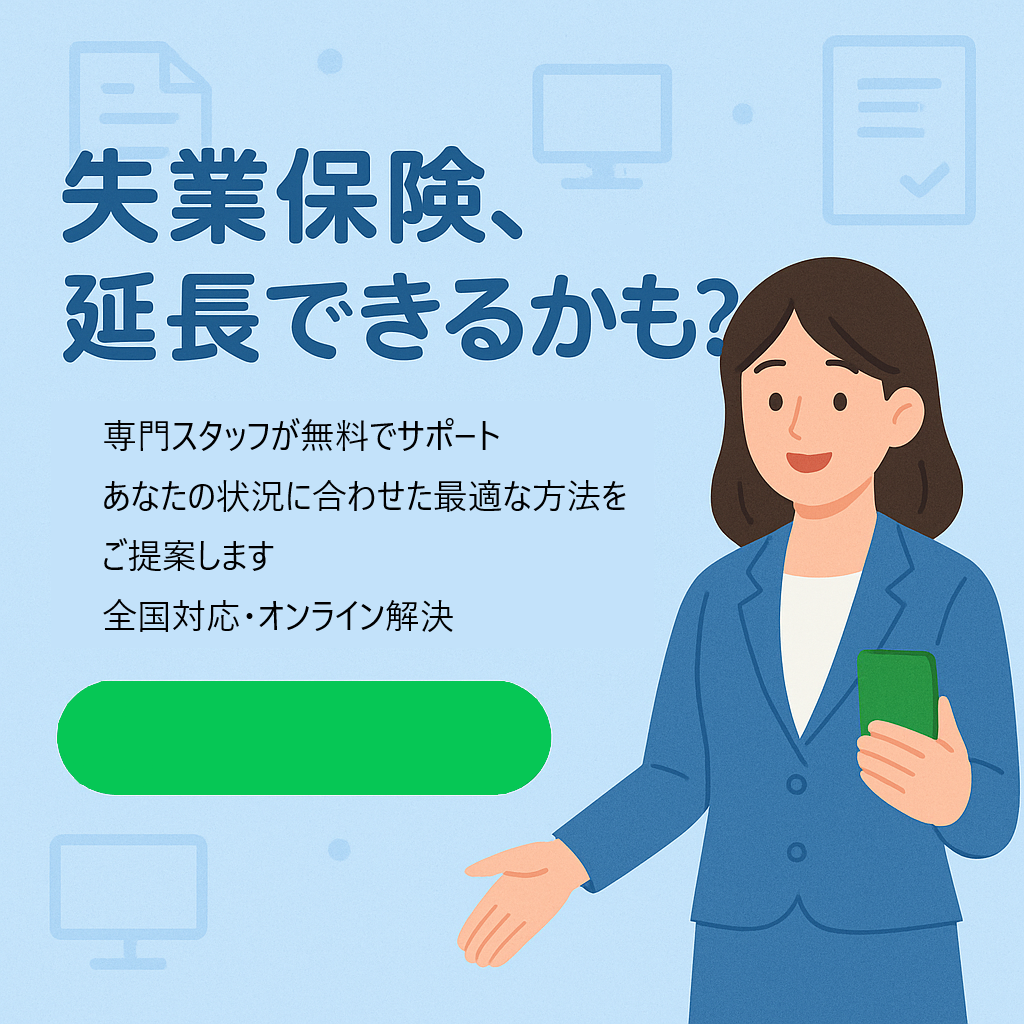 失業保険、
延長できるかも?
専門スタッフが無料でサポート
あなたの状況に合わせた最適な方法を
ご提案します
全国対応・オンライン解決